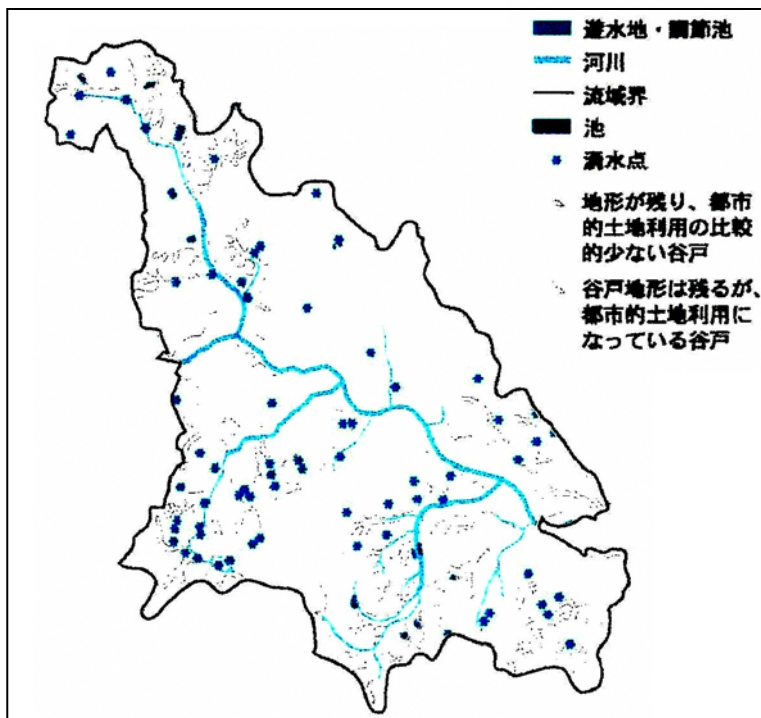 遊水地・調節池
河川
流域界
池
湧水点
地形が残り、都市
的土地利用の比較
的少ない谷戸
谷戸地形は残るが、
都市的土地利用に
なっている谷戸